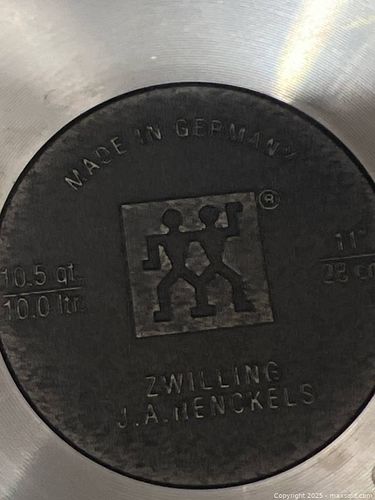 MADE IN GERMANY
®
10.5 qt.
10.0 ltr.
11"
28 cm
ZWILLING
J.A.HENCKELS
Copyright 2025 - maxsold.com